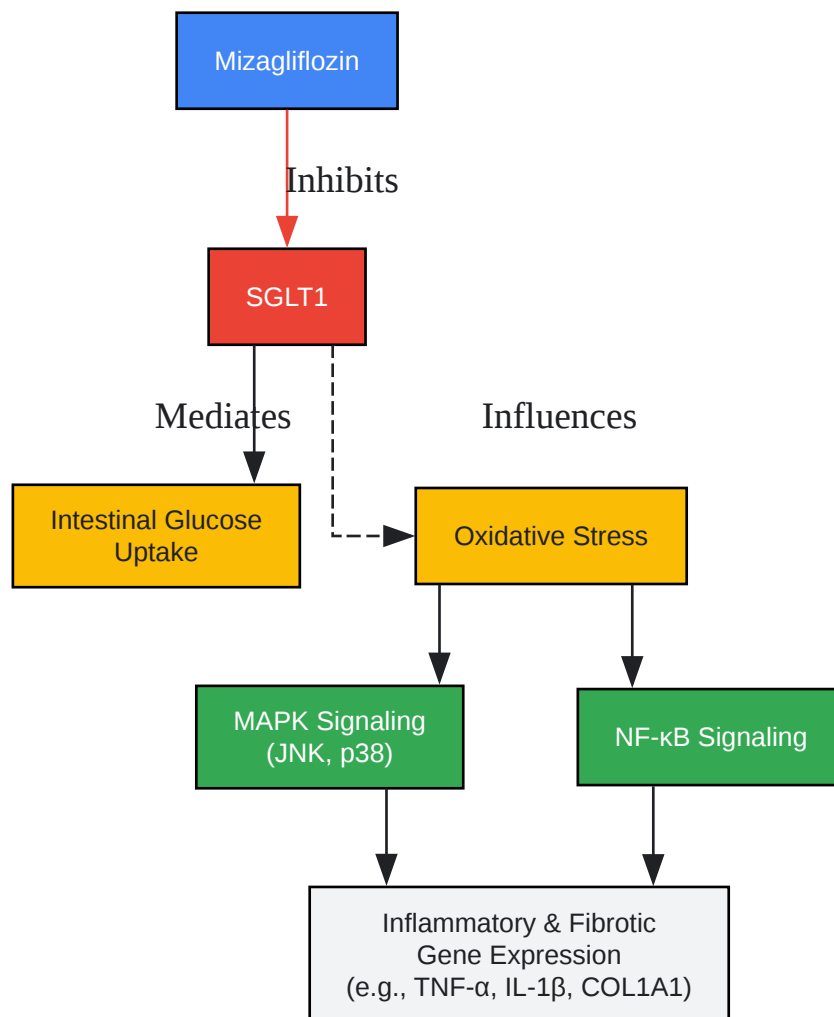 Mizagliflozin
Inhibits
SGLT1
Mediates
Influences
Intestinal Glucose
Uptake
Oxidative Stress
MAPK Signaling
(JNK, p38)
NF-κB Signaling
Inflammatory & Fibrotic
Gene Expression
(e.g., TNF-α, IL-1β, COL1A1)